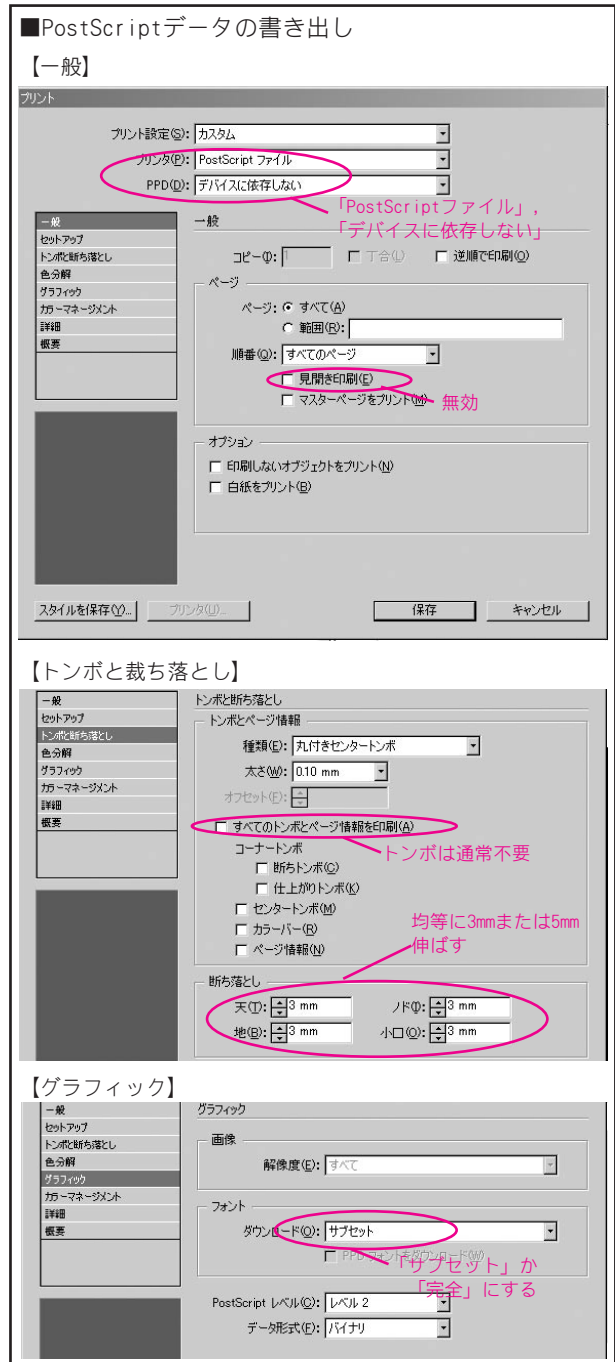 ■PostScriptデータの書き出し
【一般】
プリント
プリント設定(S): カスタム
プリンタ(P): PostScript ファイル
PPD(D): デバイスに依存しない
「PostScriptファイル」,
「デバイスに依存しない」
一般
セットアップ
トンボと断ち落とし
色分解
グラフィック
カラーマネージメント
詳細
概要
一般
コピー(I): 1 丁合(L) 逆順で印刷(O)
ページ
ページ: すべて(A)
範囲(R):
順番(Q): すべてのページ
見開き印刷(E)
マスターページをプリント(M)
無効
オプション
印刷しないオブジェクトをプリント(N)
白紙をプリント(B)
スタイルを保存(Y)... プリンタ(U)... 保存 キャンセル
【トンボと裁ち落とし】
一般
セットアップ
トンボと断ち落とし
色分解
グラフィック
カラーマネージメント
詳細
概要
トンボと断ち落とし
トンボとページ情報
種類(E): 丸付きセンタートンボ
太さ(W): 0.10 mm
オフセット(F):
すべてのトンボとページ情報を印刷(A)
コーナートンボ
トンボは通常不要
断ちトンボ(C)
仕上がりトンボ(K)
センタートンボ(M)
カラーバー(R)
ページ情報(N)
均等に3mmまたは5mm
伸ばす
断ち落とし
天(T): 3 mm ノド(I): 3 mm
地(B): 3 mm 小口(O): 3 mm
【グラフィック】
一般
セットアップ
トンボと断ち落とし
色分解
グラフィック
カラーマネージメント
詳細
概要
グラフィック
画像
解像度(E): すべて
フォント
ダウンロード(O): サブセット
PPD フォントをダウンロード(W)
「サブセット」か
「完全」にする
PostScript レベル(C): レベル 2
データ形式(F): バイナリ